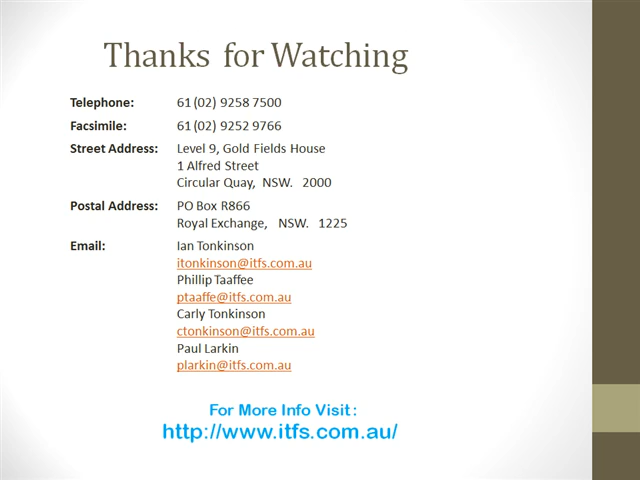 Thanks for Watching
Telephone: 61 (02) 9258 7500
Facsimile: 61 (02) 9252 9766
Street Address: Level 9, Gold Fields House
1 Alfred Street
Circular Quay, NSW. 2000
Postal Address: PO Box R866
Royal Exchange, NSW. 1225
Email: Ian Tonkinson
itonkinson@itfs.com.au
Phillip Taaffee
ptaaffe@itfs.com.au
Carly Tonkinson
ctonkinson@itfs.com.au
Paul Larkin
plarkin@itfs.com.au
For More Info Visit :
http://www.itfs.com.au/